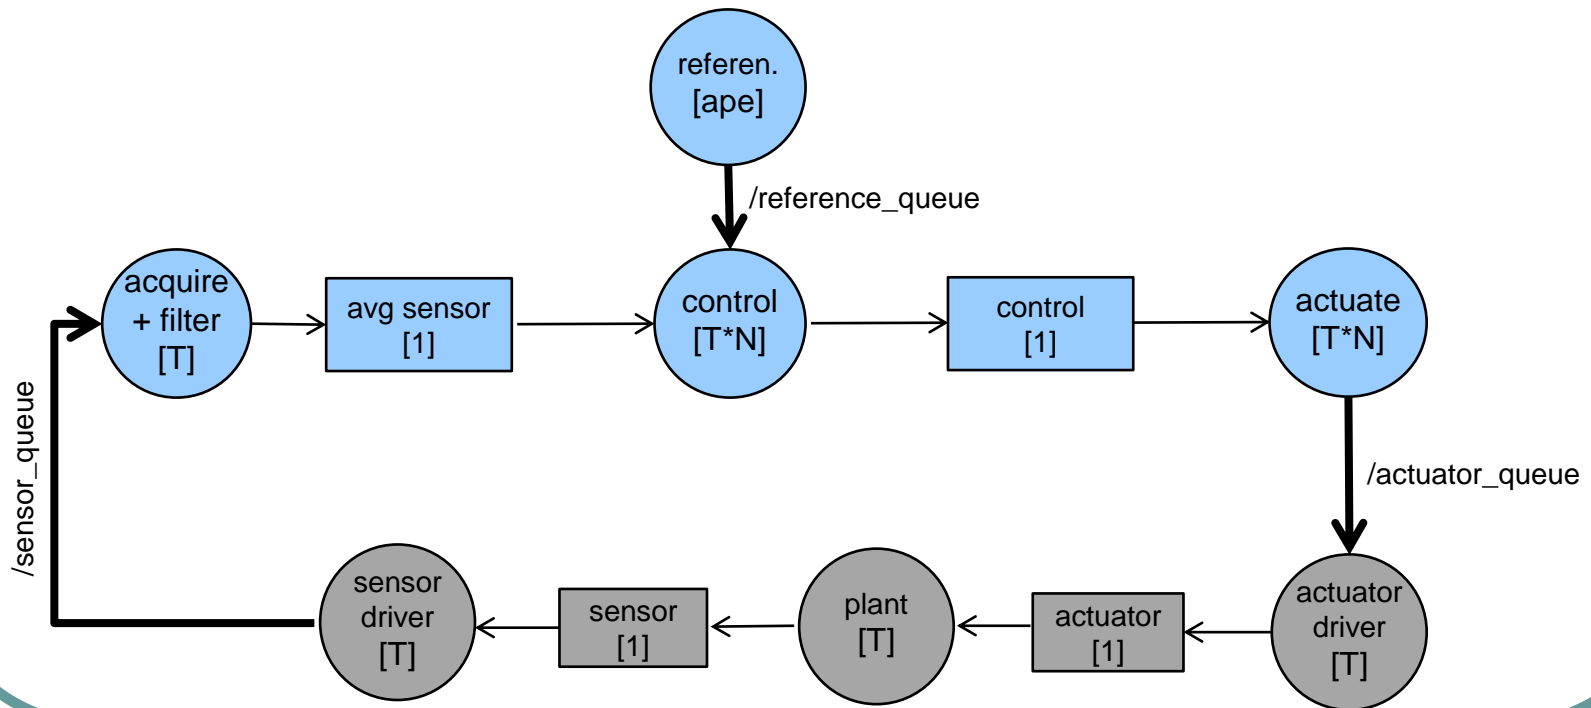 referen.
[ape]
/reference_queue
acquire
+ filter
[T]
avg sensor
[1]
control
[T*N]
control
[1]
actuate
[T*N]
/sensor_queue
/actuator_queue
sensor
driver
[T]
sensor
[1]
plant
[T]
actuator
[1]
actuator
driver
[T]